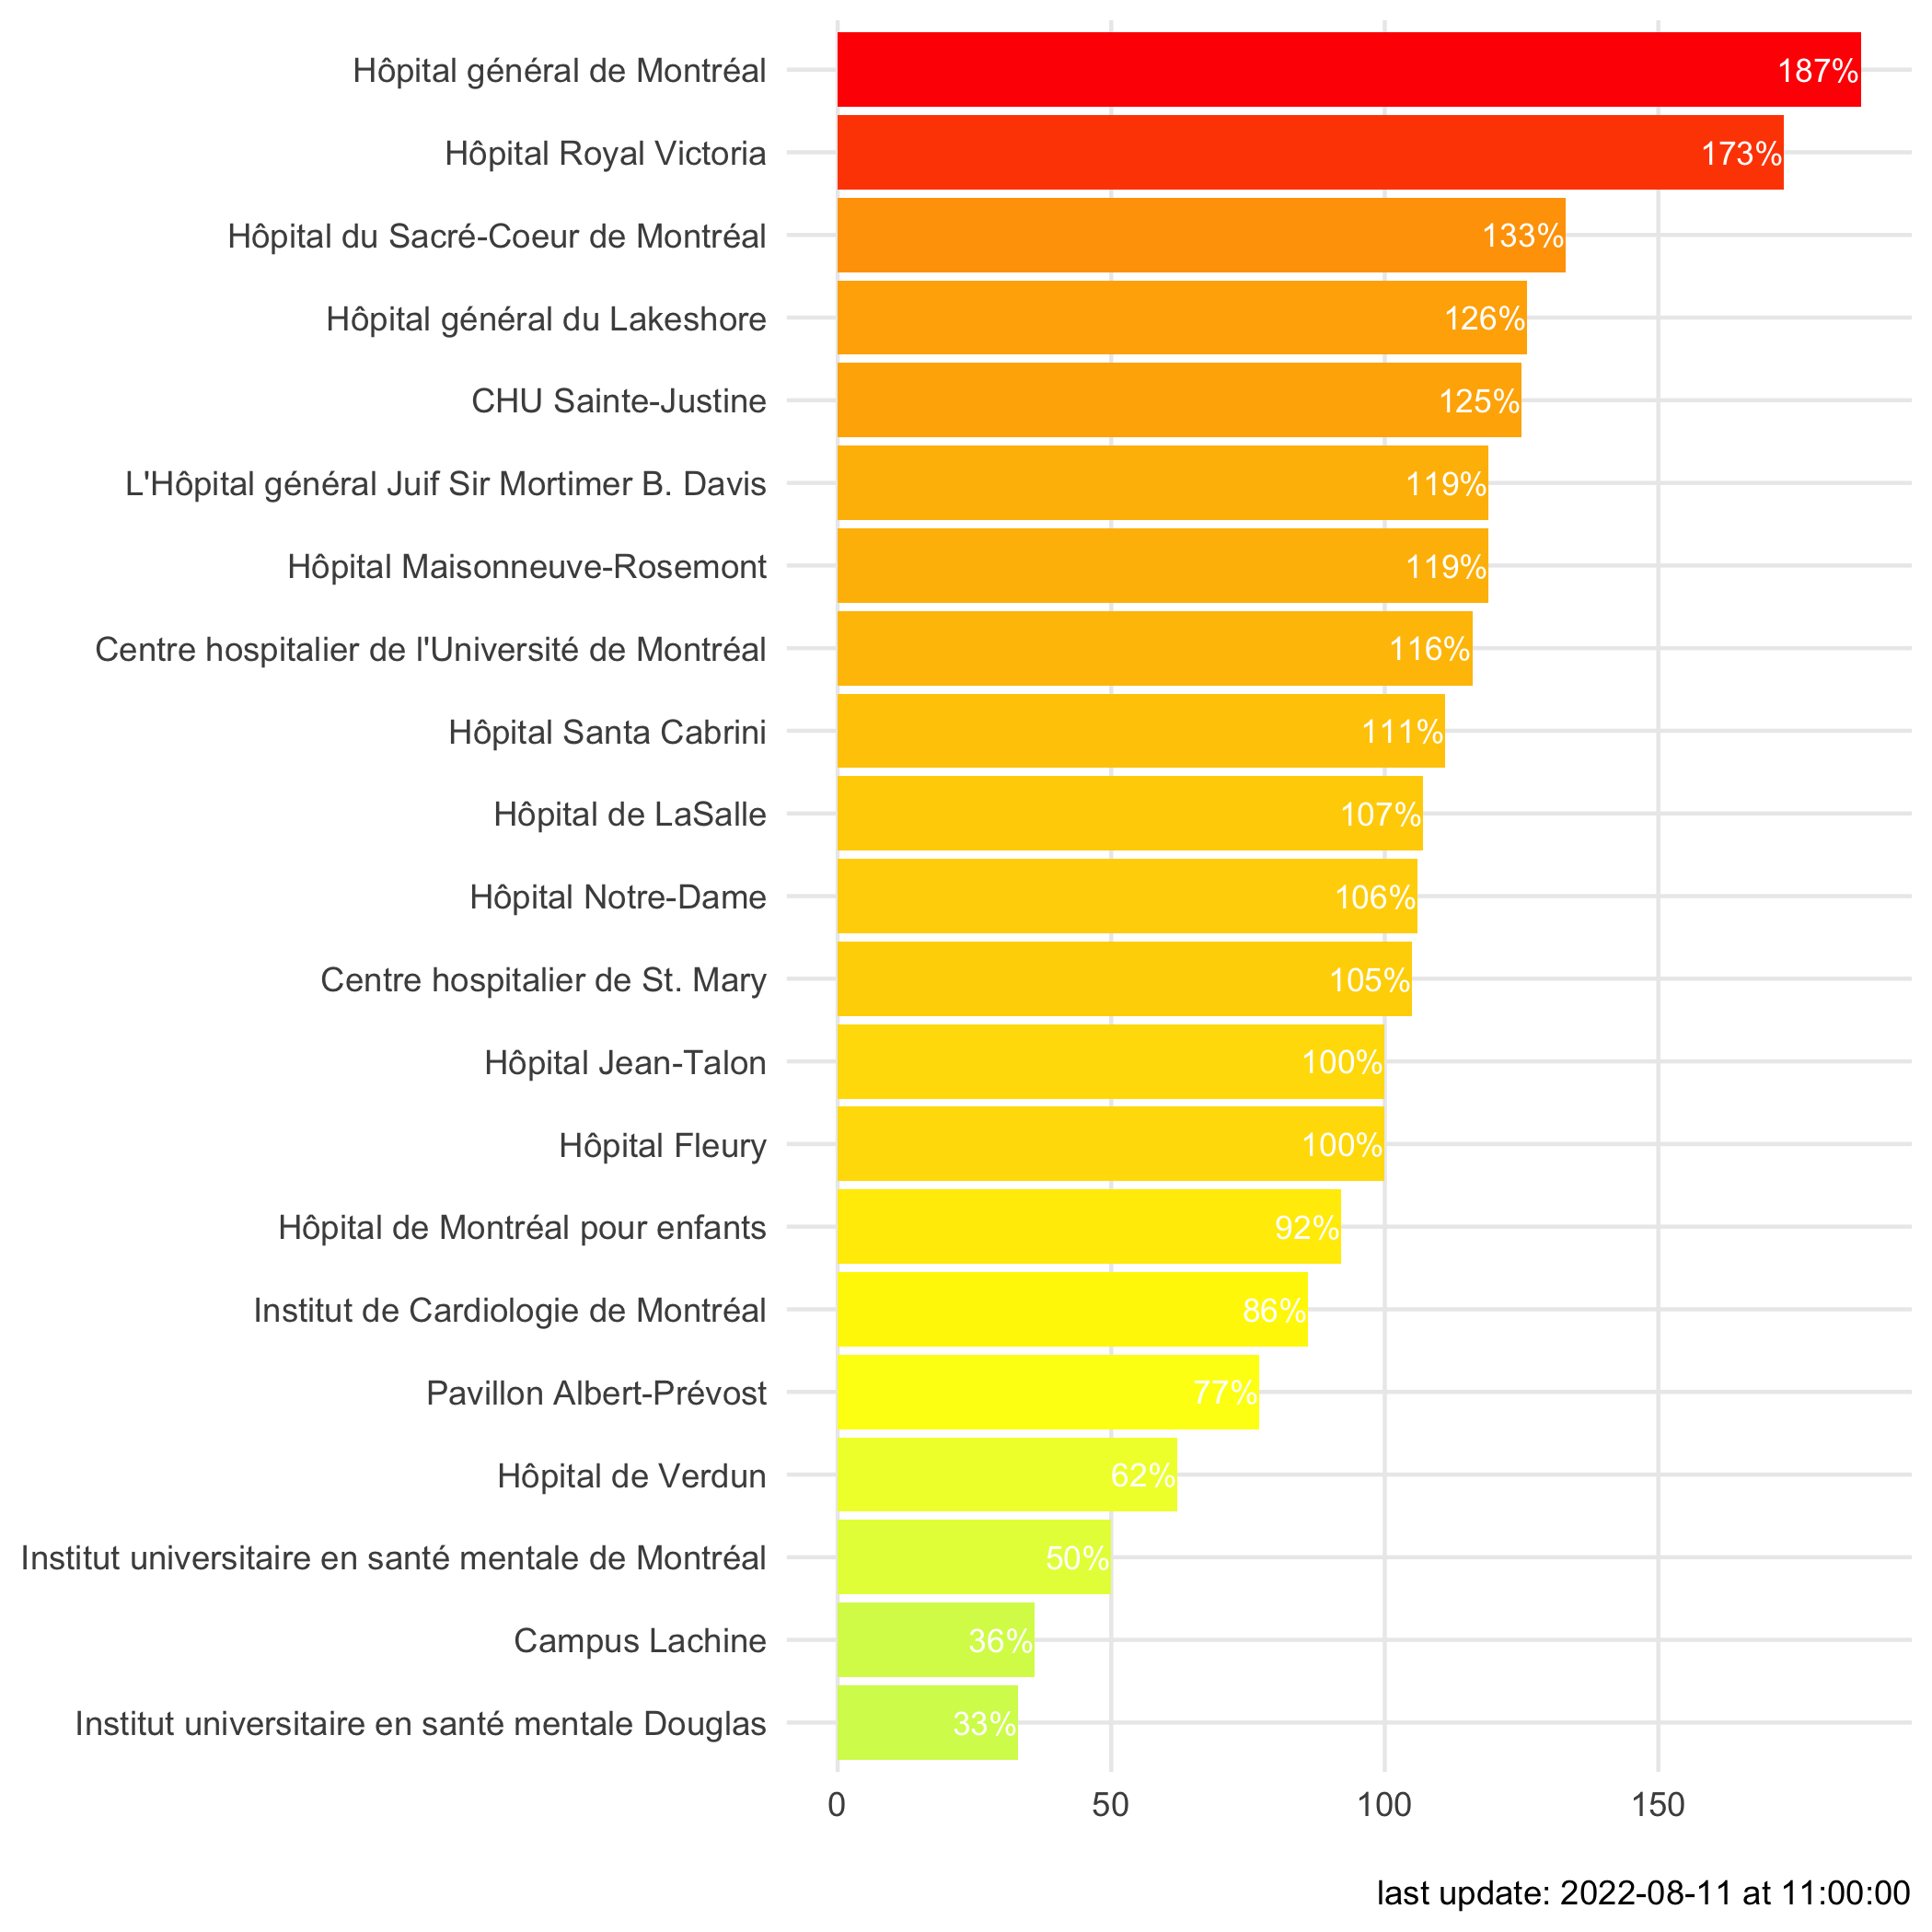 Hôpital général de Montréal 187%
Hôpital Royal Victoria 173%
Hôpital du Sacré-Coeur de Montréal 133%
Hôpital général du Lakeshore 126%
CHU Sainte-Justine 125%
L'Hôpital général Juif Sir Mortimer B. Davis 119%
Hôpital Maisonneuve-Rosemont 119%
Centre hospitalier de l'Université de Montréal 116%
Hôpital Santa Cabrini 111%
Hôpital de LaSalle 107%
Hôpital Notre-Dame 106%
Centre hospitalier de St. Mary 105%
Hôpital Jean-Talon 100%
Hôpital Fleury 100%
Hôpital de Montréal pour enfants 92%
Institut de Cardiologie de Montréal 86%
Pavillon Albert-Prévost 77%
Hôpital de Verdun 62%
Institut universitaire en santé mentale de Montréal 50%
Campus Lachine 36%
Institut universitaire en santé mentale Douglas 33%
0 50 100 150
last update: 2022-08-11 at 11:00:00